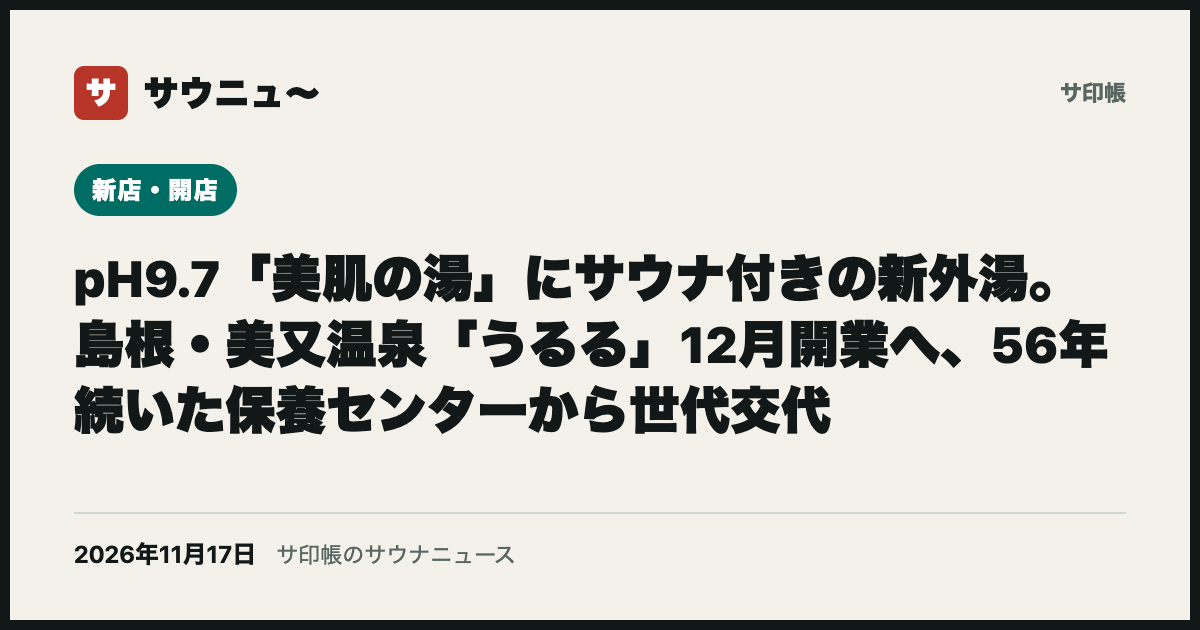 サ サウニュ〜
サ印帳
新店・開店
pH9.7「美肌の湯」にサウナ付きの新外湯。
島根・美又温泉「うるる」12月開業へ、56年
続いた保養センターから世代交代
2026年11月17日 サ印帳のサウナニュース